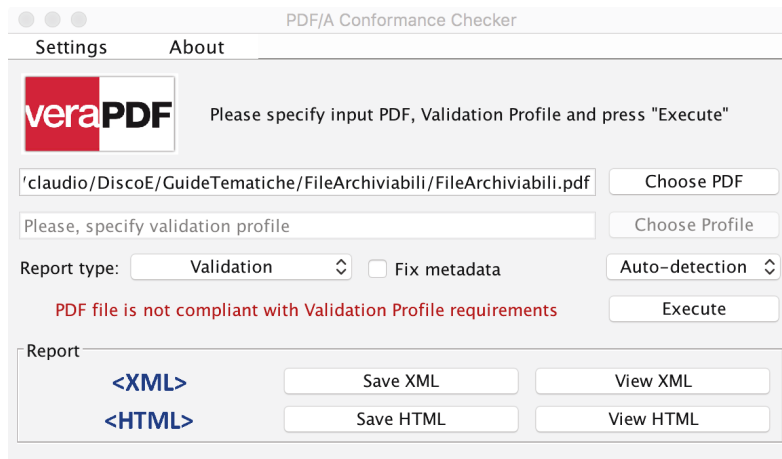 PDF/A Conformance Checker
Settings About
veraPDF
Please specify input PDF, Validation Profile and press "Execute"
'claudio/DiscoE/GuideTematiche/FileArchiviabili/FileArchiviabili.pdf Choose PDF
Please, specify validation profile Choose Profile
Report type: Validation Fix metadata Auto-detection
PDF file is not compliant with Validation Profile requirements Execute
Report
<XML> Save XML View XML
<HTML> Save HTML View HTML